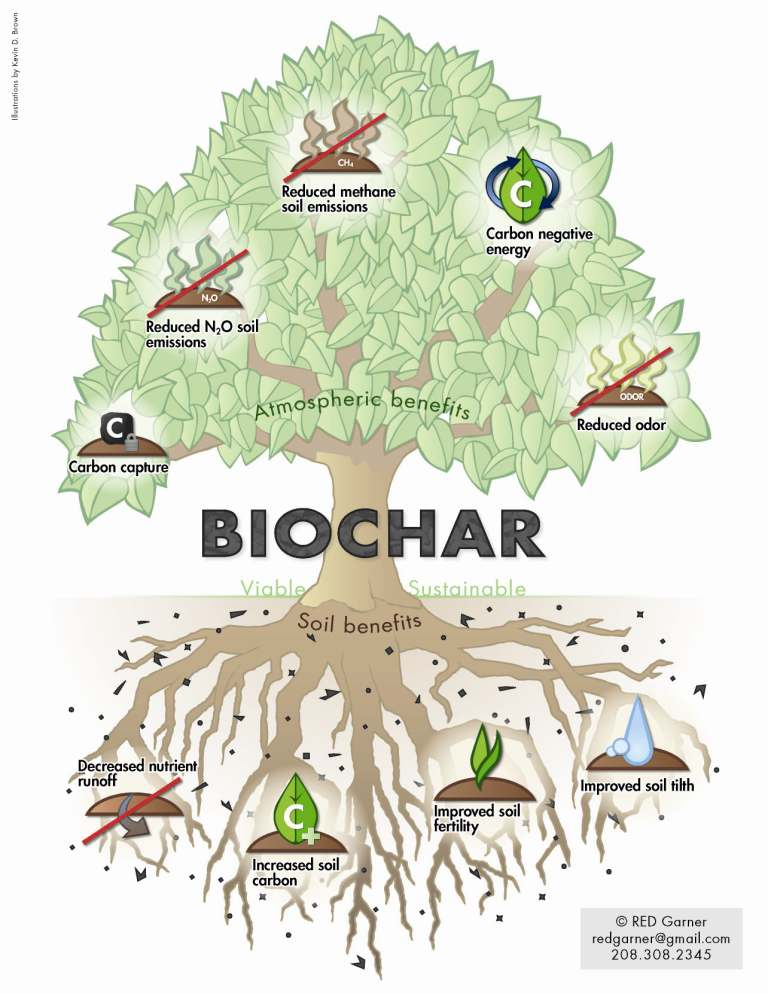 Illustrations by Kevin D. Brown
CH₄
Reduced methane
soil emissions
C
Carbon negative
energy
N₂O
Reduced N₂O soil
emissions
ODOR
Reduced odor
Atmospheric benefits
C
Carbon capture
BIOCHAR
Viable
Sustainable
Soil benefits
Decreased nutrient
runoff
C
Increased soil
carbon
Improved soil
fertility
Improved soil tilth
© RED Garner
redgarner@gmail.com
208.308.2345